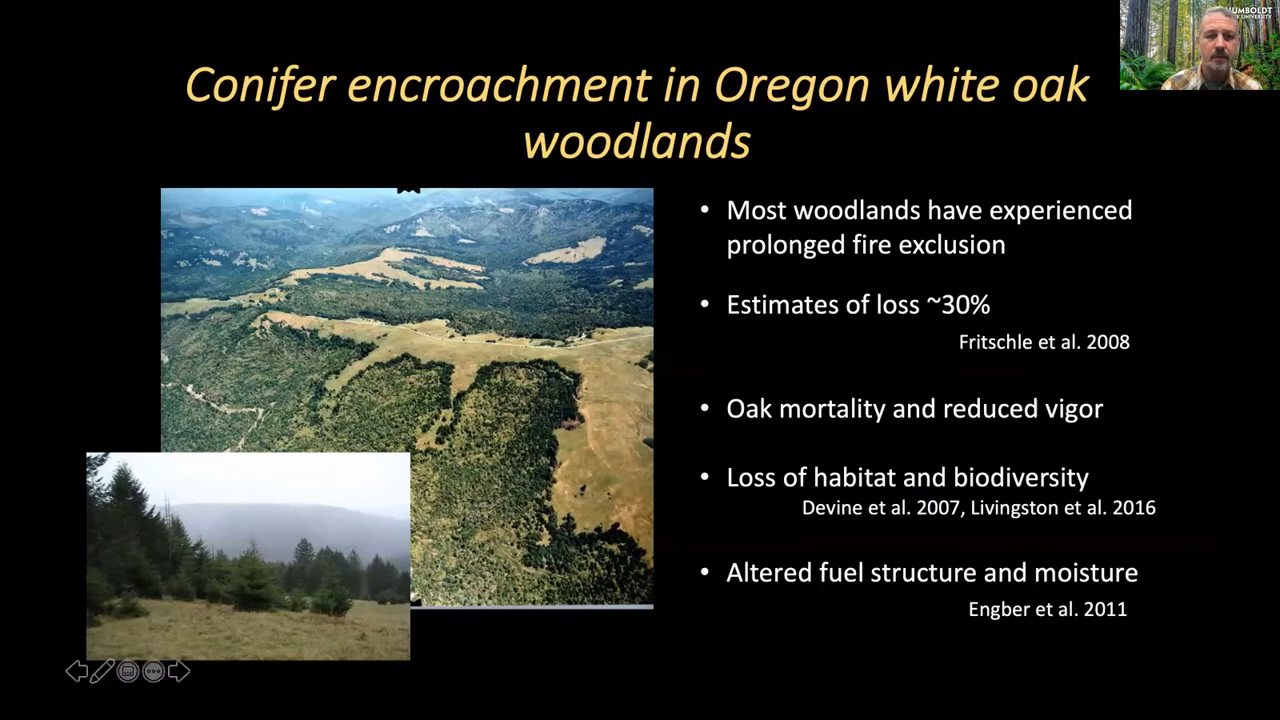 HUMBOLDT
UNIVERSITY
Conifer encroachment in Oregon white oak
woodlands
• Most woodlands have experienced
prolonged fire exclusion
• Estimates of loss ~30%
Fritschle et al. 2008
• Oak mortality and reduced vigor
• Loss of habitat and biodiversity
Devine et al. 2007, Livingston et al. 2016
• Altered fuel structure and moisture
Engber et al. 2011